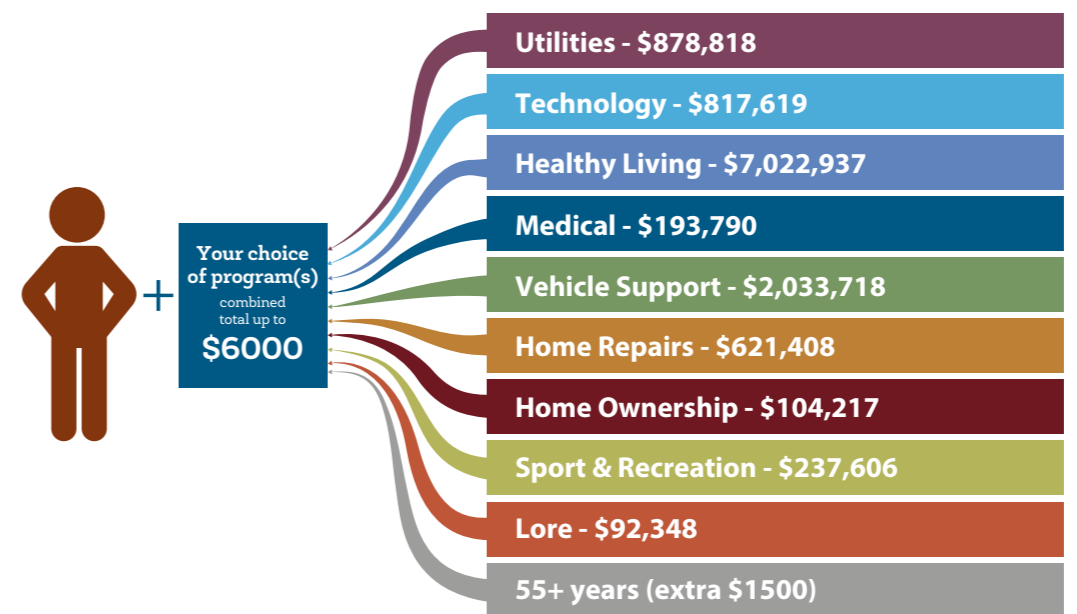 Utilities - $878,818
Technology - $817,619
Healthy Living - $7,022,937
Medical - $193,790
Vehicle Support - $2,033,718
Home Repairs - $621,408
Home Ownership - $104,217
Sport & Recreation - $237,606
Lore - $92,348
55+ years (extra $1500)
+
Your choice
of program(s)
combined
total up to
$6000